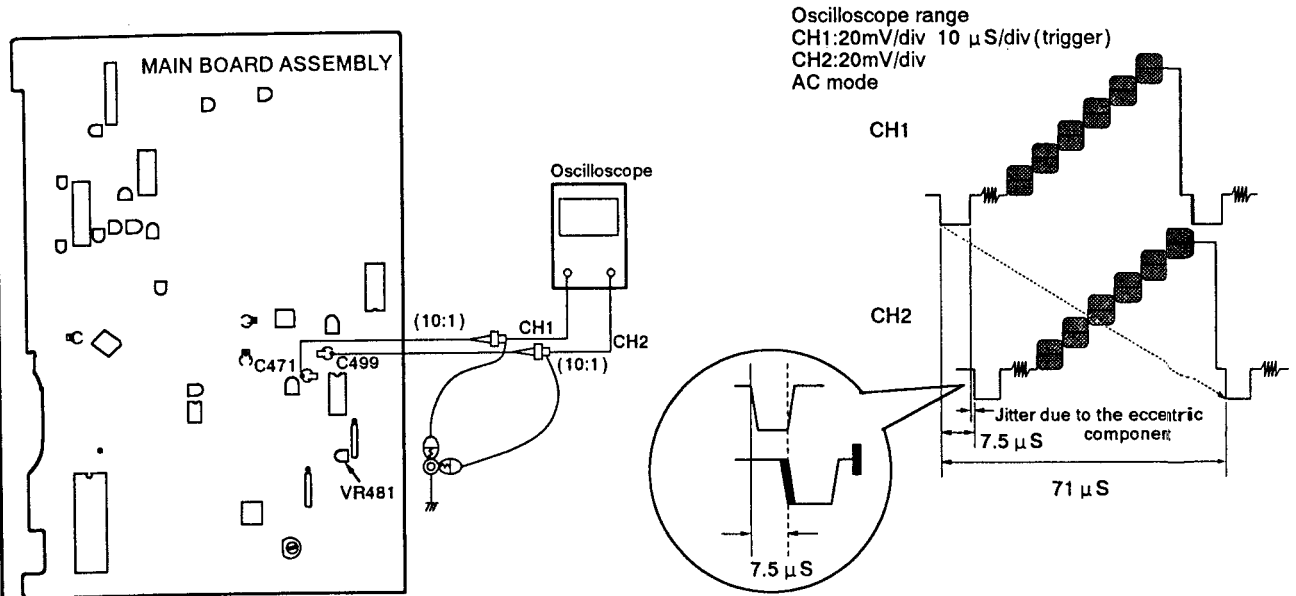 Oscilloscope range
CH1:20mV/div 10 μS/div (trigger)
CH2:20mV/div
AC mode
MAIN BOARD ASSEMBLY
CH1
Oscilloscope
(10:1)
CH1
CH2
C
C471
C499
(10:1)
CH2
VR481
Jitter due to the eccentric
component
7.5 μS
71 μS
7.5 μS